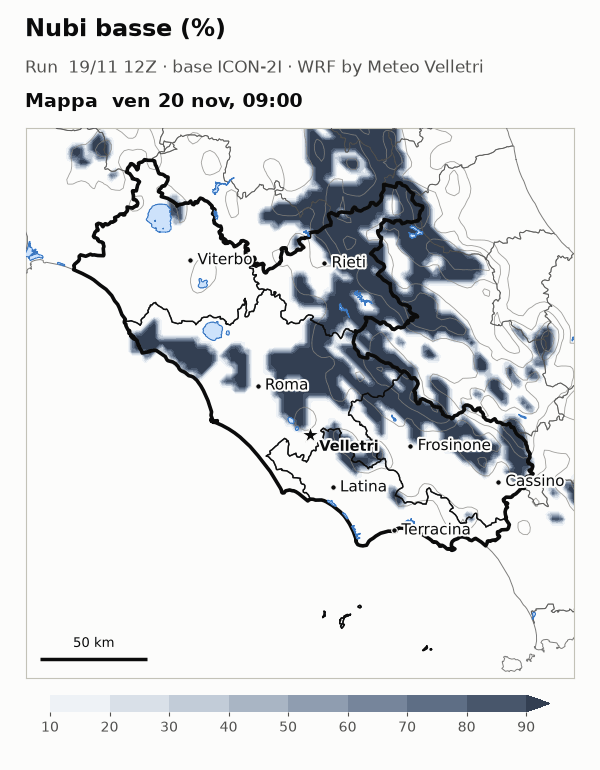 Nubi basse (%)
Run  19/11 12Z · base ICON-2I · WRF by Meteo Velletri
Mappa  ven 20 nov, 09:00
Viterbo
Rieti
Roma
Velletri
Frosinone
Latina
Cassino
Terracina
50 km
10 20 30 40 50 60 70 80 90